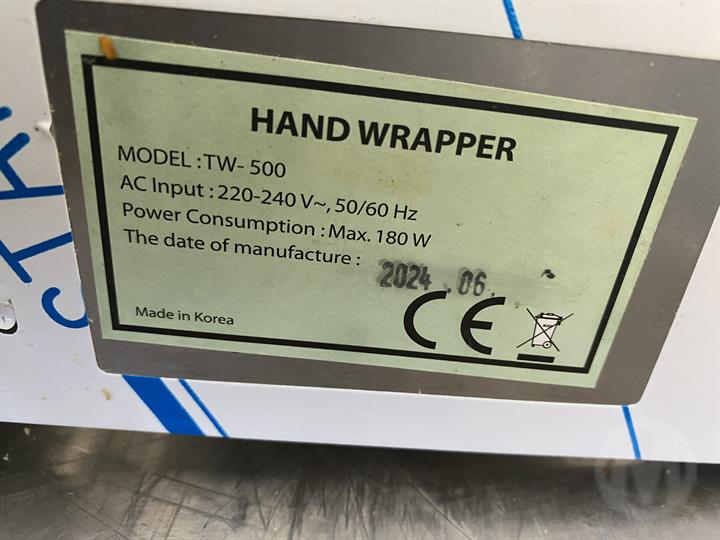 HAND WRAPPER
MODEL : TW- 500
AC Input : 220-240 V~, 50/60 Hz
Power Consumption : Max. 180 W
The date of manufacture : 2024 . 06 .
Made in Korea
CE